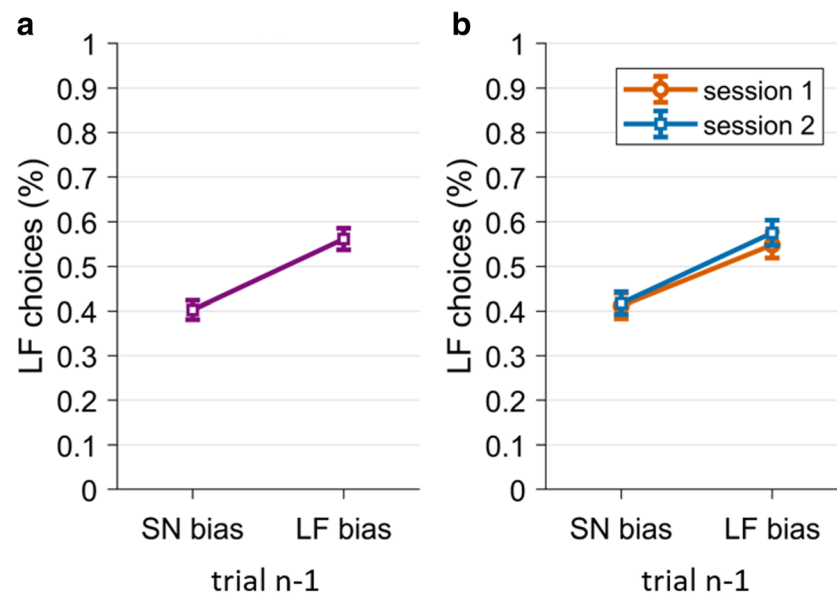 a
LF choices (%)
1
0.9
0.8
0.7
0.6
0.5
0.4
0.3
0.2
0.1
0
SN bias LF bias
trial n-1
b
LF choices (%)
1
0.9
0.8
0.7
0.6
0.5
0.4
0.3
0.2
0.1
0
session 1
session 2
SN bias LF bias
trial n-1